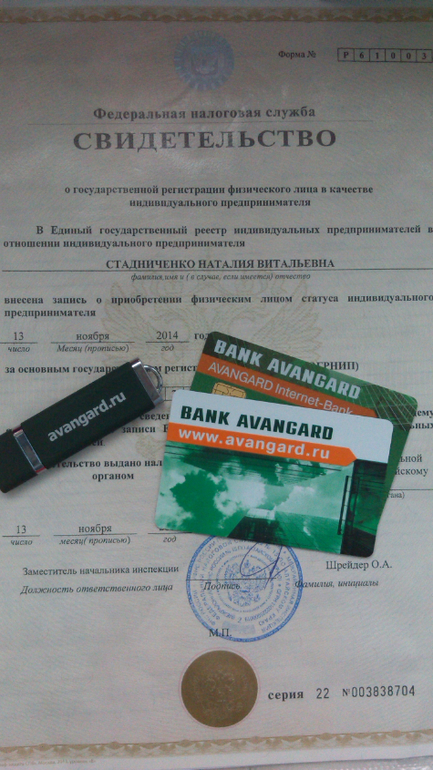 Форма № Р 6 1 0 0 3
Федеральная налоговая служба
СВИДЕТЕЛЬСТВО
о государственной регистрации физического лица в качестве
индивидуального предпринимателя
В Единый государственный реестр индивидуальных предпринимателей в
отношении индивидуального предпринимателя
СТАДНИЧЕНКО НАТАЛИЯ ВИТАЛЬЕВНА
фамилия, имя и ( в случае, если имеется) отчество
внесена запись о приобретении физическим лицом статуса индивидуального
предпринимателя
13 ноября 2014
число Месяц (прописью) год
за основным
BANK AVANGARD
AVANGARD Internet-Bank
avangard.ru
BANK AVANGARD
www.avangard.ru
выдано
органом
13 ноября
число месяц( прописью) год
Заместитель начальника инспекции Шрейдер О.А.
Должность ответственного лица Подпись Фамилия, инициалы
М.П.
серия 22 №003838704